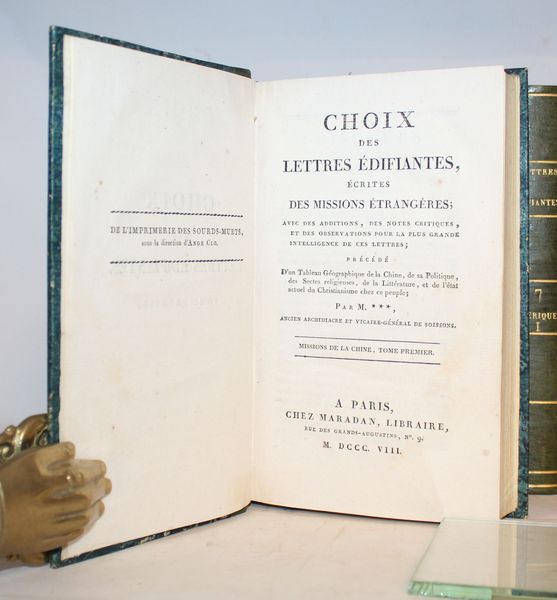 DE L'IMPRIMERIE DES SOURDS-MUETS,
sous la direction d'ANGE CLO.
CHOIX
DES
LETTRES ÉDIFIANTES,
ÉCRITES
DES MISSIONS ÉTRANGÈRES;
AVEC DES ADDITIONS, DES NOTES CRITIQUES,
ET DES OBSERVATIONS POUR LA PLUS GRANDE
INTELLIGENCE DE CES LETTRES;
PRÉCÉDÉ
D'un Tableau Géographique de la Chine, de sa Politique,
des Sectes religieuses, de la Littérature, et de l'état
actuel du Christianisme chez ce peuple;
PAR M. ***,
ANCIEN ARCHIDIACRE ET VICAIRE-GÉNÉRAL DE SOISSONS.
MISSIONS DE LA CHINE, TOME PREMIER.
A PARIS,
CHEZ MARADAN, LIBRAIRE,
RUE DES GRANDS-AUGUSTINS, Nº. 9.
M. DCCC. VIII.
TTRES
IANTES
7
ÉRIQUE
I